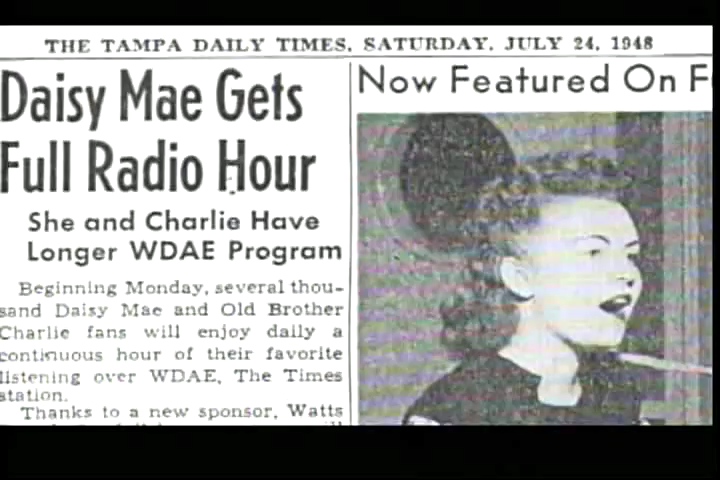 THE TAMPA DAILY TIMES, SATURDAY, JULY 24, 1948
Daisy Mae Gets
Full Radio Hour
She and Charlie Have
Longer WDAE Program
Beginning Monday, several thou-
sand Daisy Mae and Old Brother
Charlie fans will enjoy daily a
continuous hour of their favorite
listening over WDAE, The Times
station.
Thanks to a new sponsor, Watts
Now Featured On F